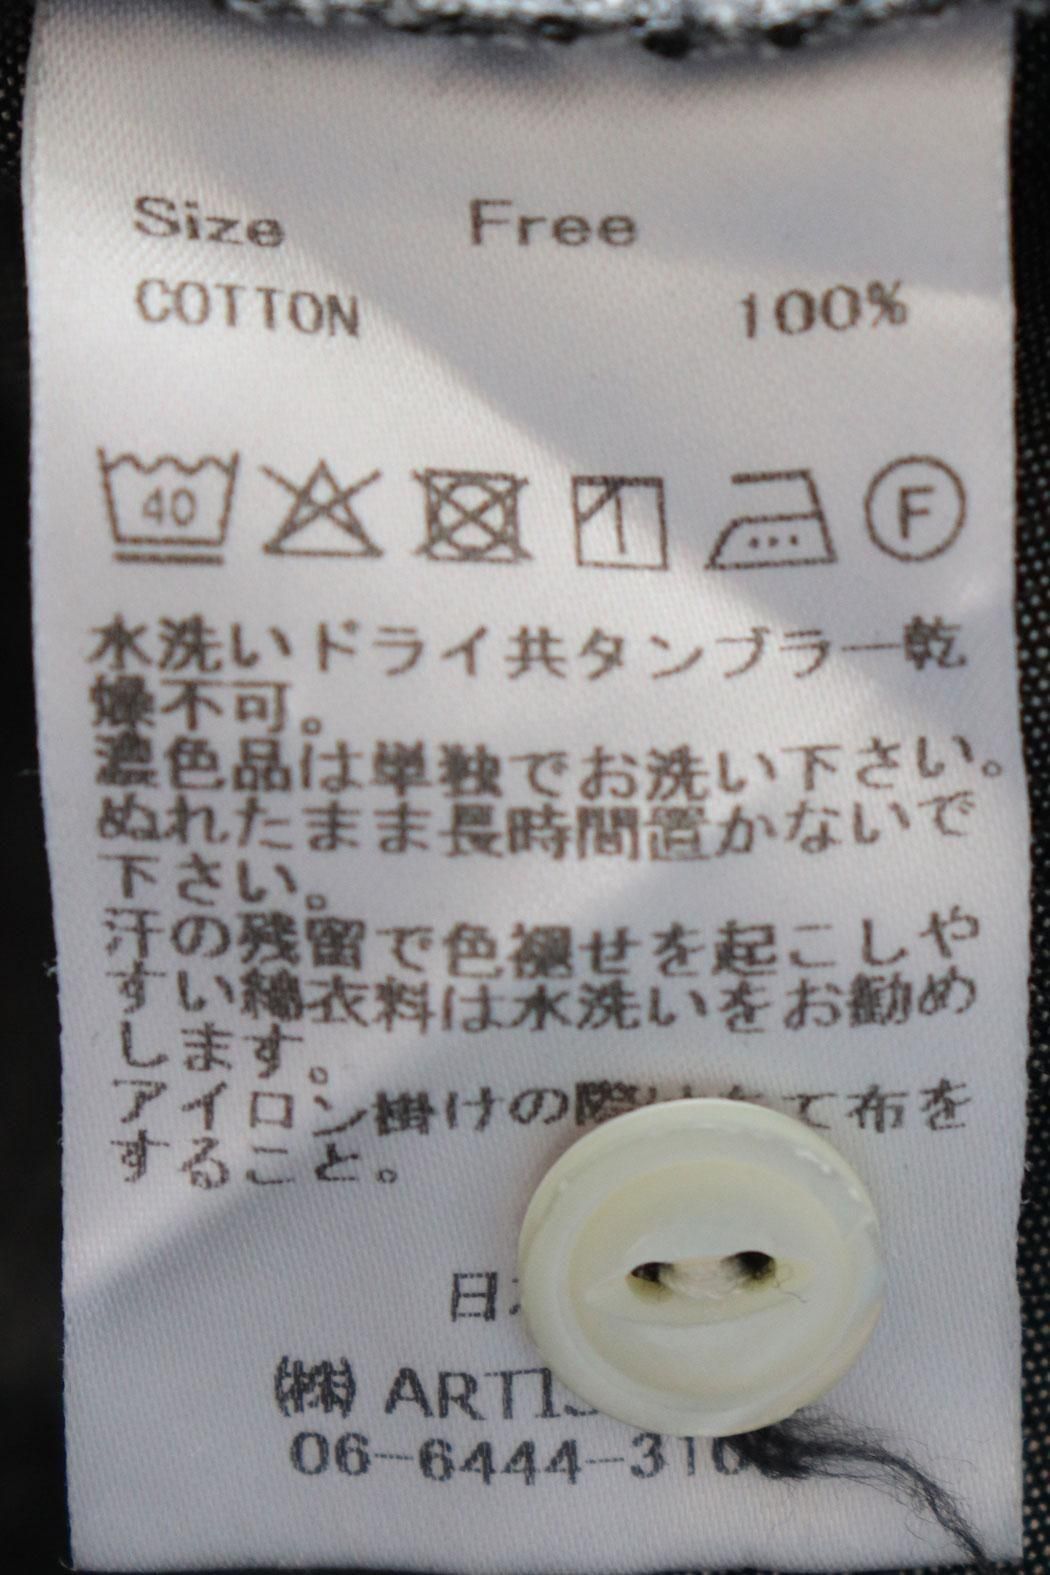 Size Free
COTTON 100%
40 F
水洗いドライ共タンブラー乾
燥不可。
濃色品は単独でお洗い下さい。
ぬれたまま長時間置かないで
下さい。
汗の残留で色褪せを起こしや
すい綿衣料は水洗いをお勧め
します。
アイロン掛けの際は て布を
すること。
日
㈱ ART
06-6444-316